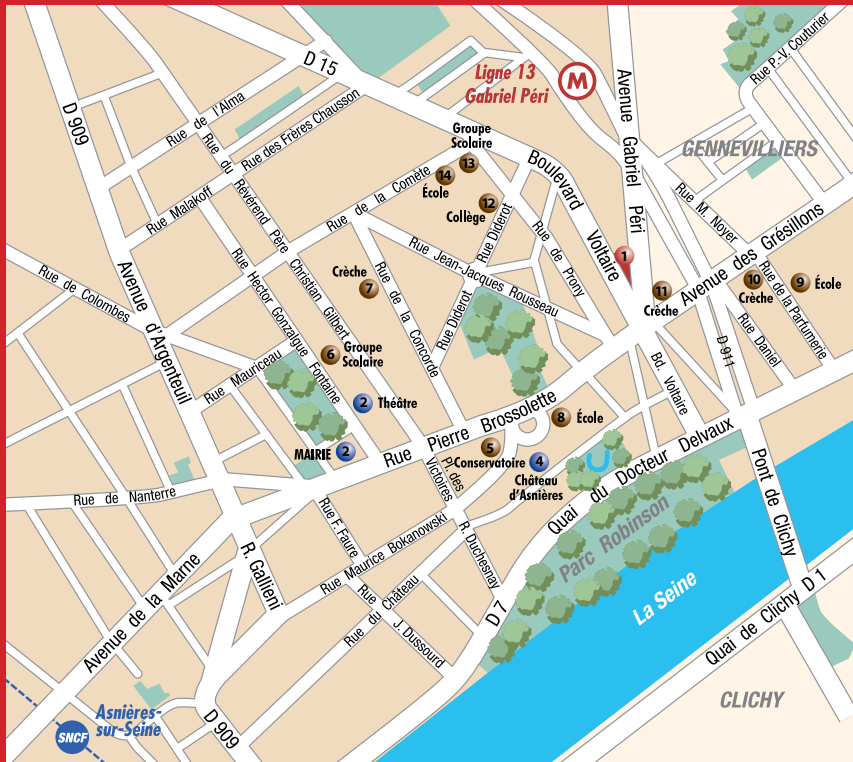 D 15
Ligne 13
Gabriel Péri
M
Avenue Gabriel Péri
Rue P.-V. Couturier
D 909
Rue de l'Alma
Rue du Révérend Père Christian Gilbert
Rue des Frères Chausson
Groupe
Scolaire
13
14
École
12
Collège
Boulevard Voltaire
GENNEVILLIERS
Rue Malakoff
Rue de la Comète
Rue Diderot
Rue de Prony
Rue M. Noyer
Avenue des Grésillons
Rue de Colombes
Avenue d'Argenteuil
Rue Hector Gonzalgue Fontaine
Crèche
7
Rue de la Concorde
Rue Jean-Jacques Rousseau
Rue Diderot
1
11
Crèche
10
Crèche
9
École
Rue de la Parfumerie
Rue Daniel
D 911
6
Groupe
Scolaire
Rue Mauriceau
2
Théâtre
Bd. Voltaire
MAIRIE
2
Rue Pierre Brossolette
8
École
5
Conservatoire
4
Château
d'Asnières
Pl. des
Victoires
Quai du Docteur Delvaux
Pont de Clichy
Rue de Nanterre
Rue F. Faure
Rue Maurice Bokanowski
R. Duchesnay
Parc Robinson
La Seine
Avenue de la Marne
R. Gallieni
Rue du Château
Rue J. Dussourd
D 7
Quai de Clichy D 1
CLICHY
Asnières-
sur-Seine
SNCF
D 909